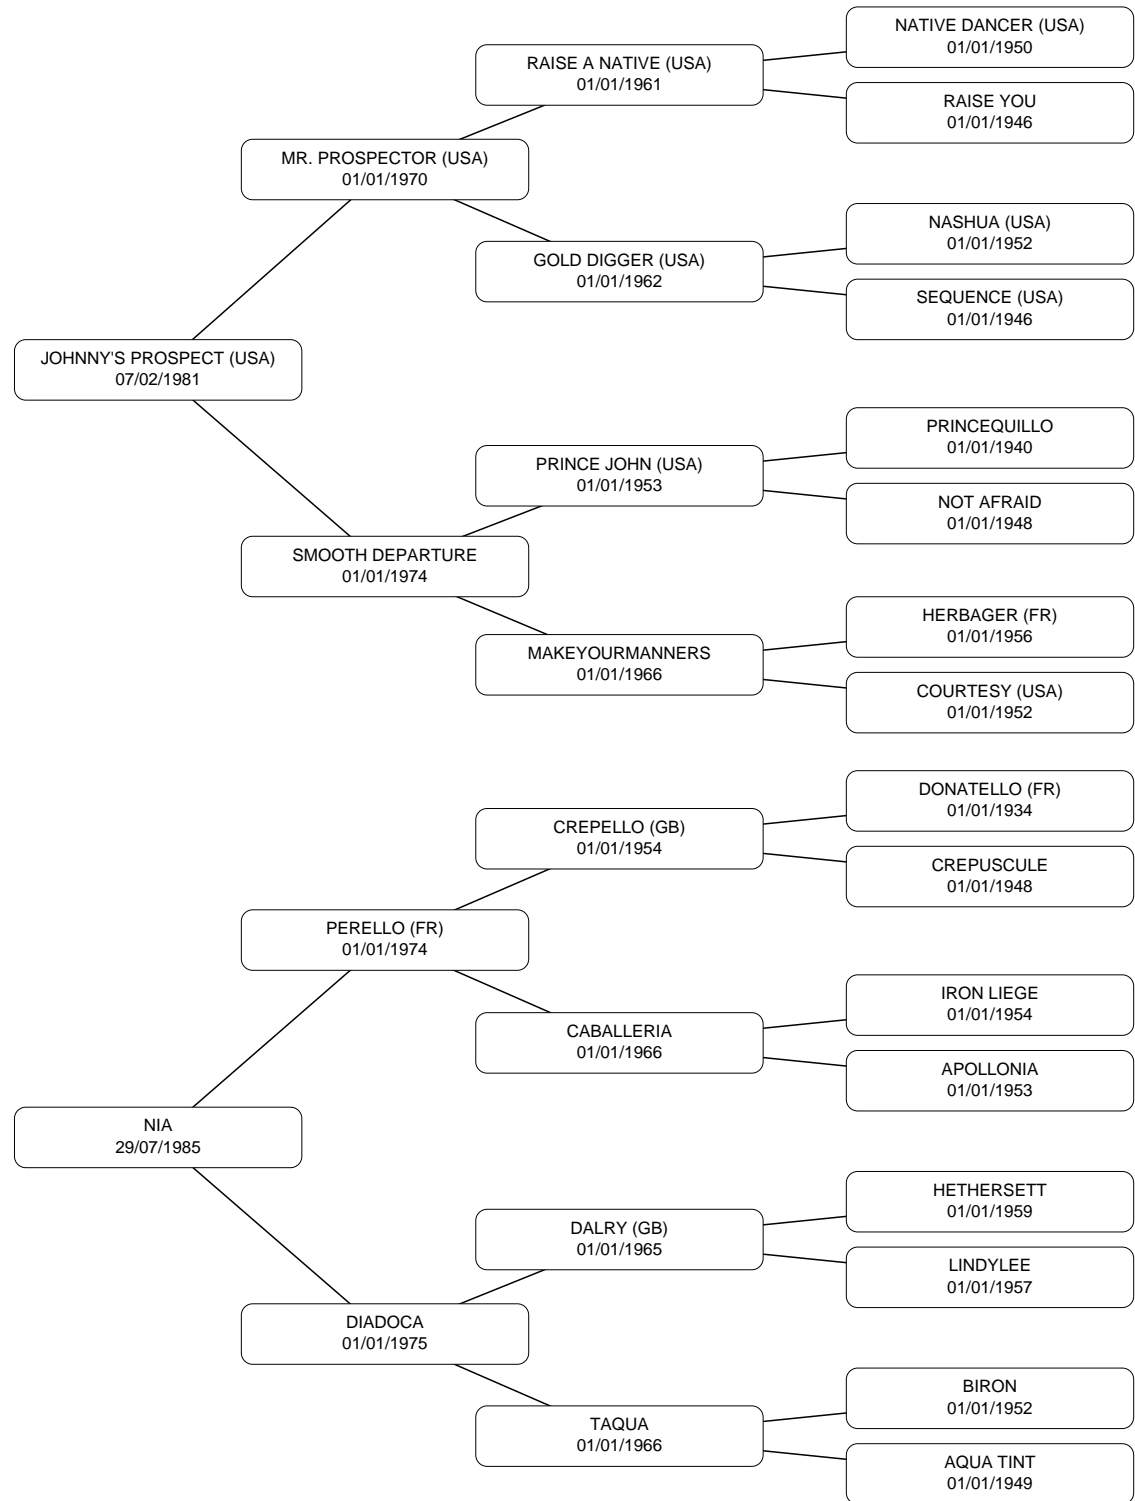 NATIVE DANCER (USA)
01/01/1950
RAISE A NATIVE (USA)
01/01/1961
RAISE YOU
01/01/1946
MR. PROSPECTOR (USA)
01/01/1970
NASHUA (USA)
01/01/1952
GOLD DIGGER (USA)
01/01/1962
SEQUENCE (USA)
01/01/1946
JOHNNY'S PROSPECT (USA)
07/02/1981
PRINCEQUILLO
01/01/1940
PRINCE JOHN (USA)
01/01/1953
NOT AFRAID
01/01/1948
SMOOTH DEPARTURE
01/01/1974
HERBAGER (FR)
01/01/1956
MAKEYOURMANNERS
01/01/1966
COURTESY (USA)
01/01/1952
DONATELLO (FR)
01/01/1934
CREPELLO (GB)
01/01/1954
CREPUSCULE
01/01/1948
PERELLO (FR)
01/01/1974
IRON LIEGE
01/01/1954
CABALLERIA
01/01/1966
APOLLONIA
01/01/1953
NIA
29/07/1985
HETHERSETT
01/01/1959
DALRY (GB)
01/01/1965
LINDYLEE
01/01/1957
DIADOCA
01/01/1975
BIRON
01/01/1952
TAQUA
01/01/1966
AQUA TINT
01/01/1949